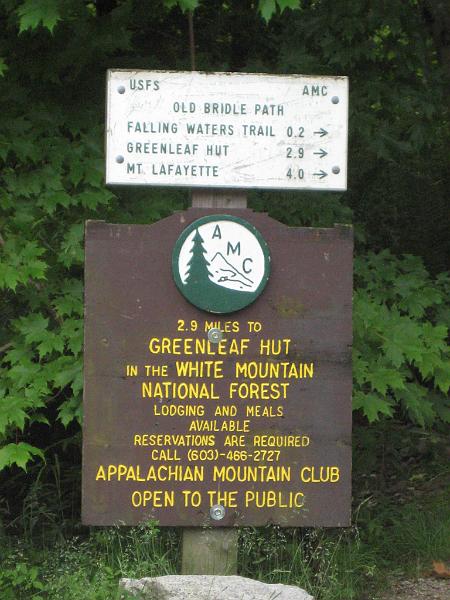 USFS AMC
OLD BRIDLE PATH
FALLING WATERS TRAIL 0.2 →
GREENLEAF HUT 2.9 →
MT. LAFAYETTE 4.0 →
AMC
2.9 MILES TO
GREENLEAF HUT
IN THE WHITE MOUNTAIN
NATIONAL FOREST
LODGING AND MEALS
AVAILABLE
RESERVATIONS ARE REQUIRED
CALL (603)-466-2727
APPALACHIAN MOUNTAIN CLUB
OPEN TO THE PUBLIC